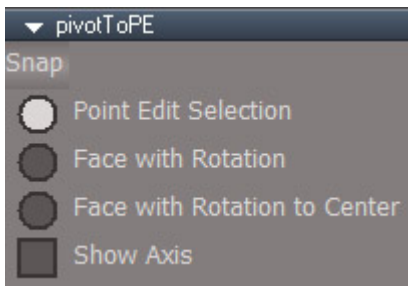 pivotToPE
Snap
Point Edit Selection
Face with Rotation
Face with Rotation to Center
Show Axis